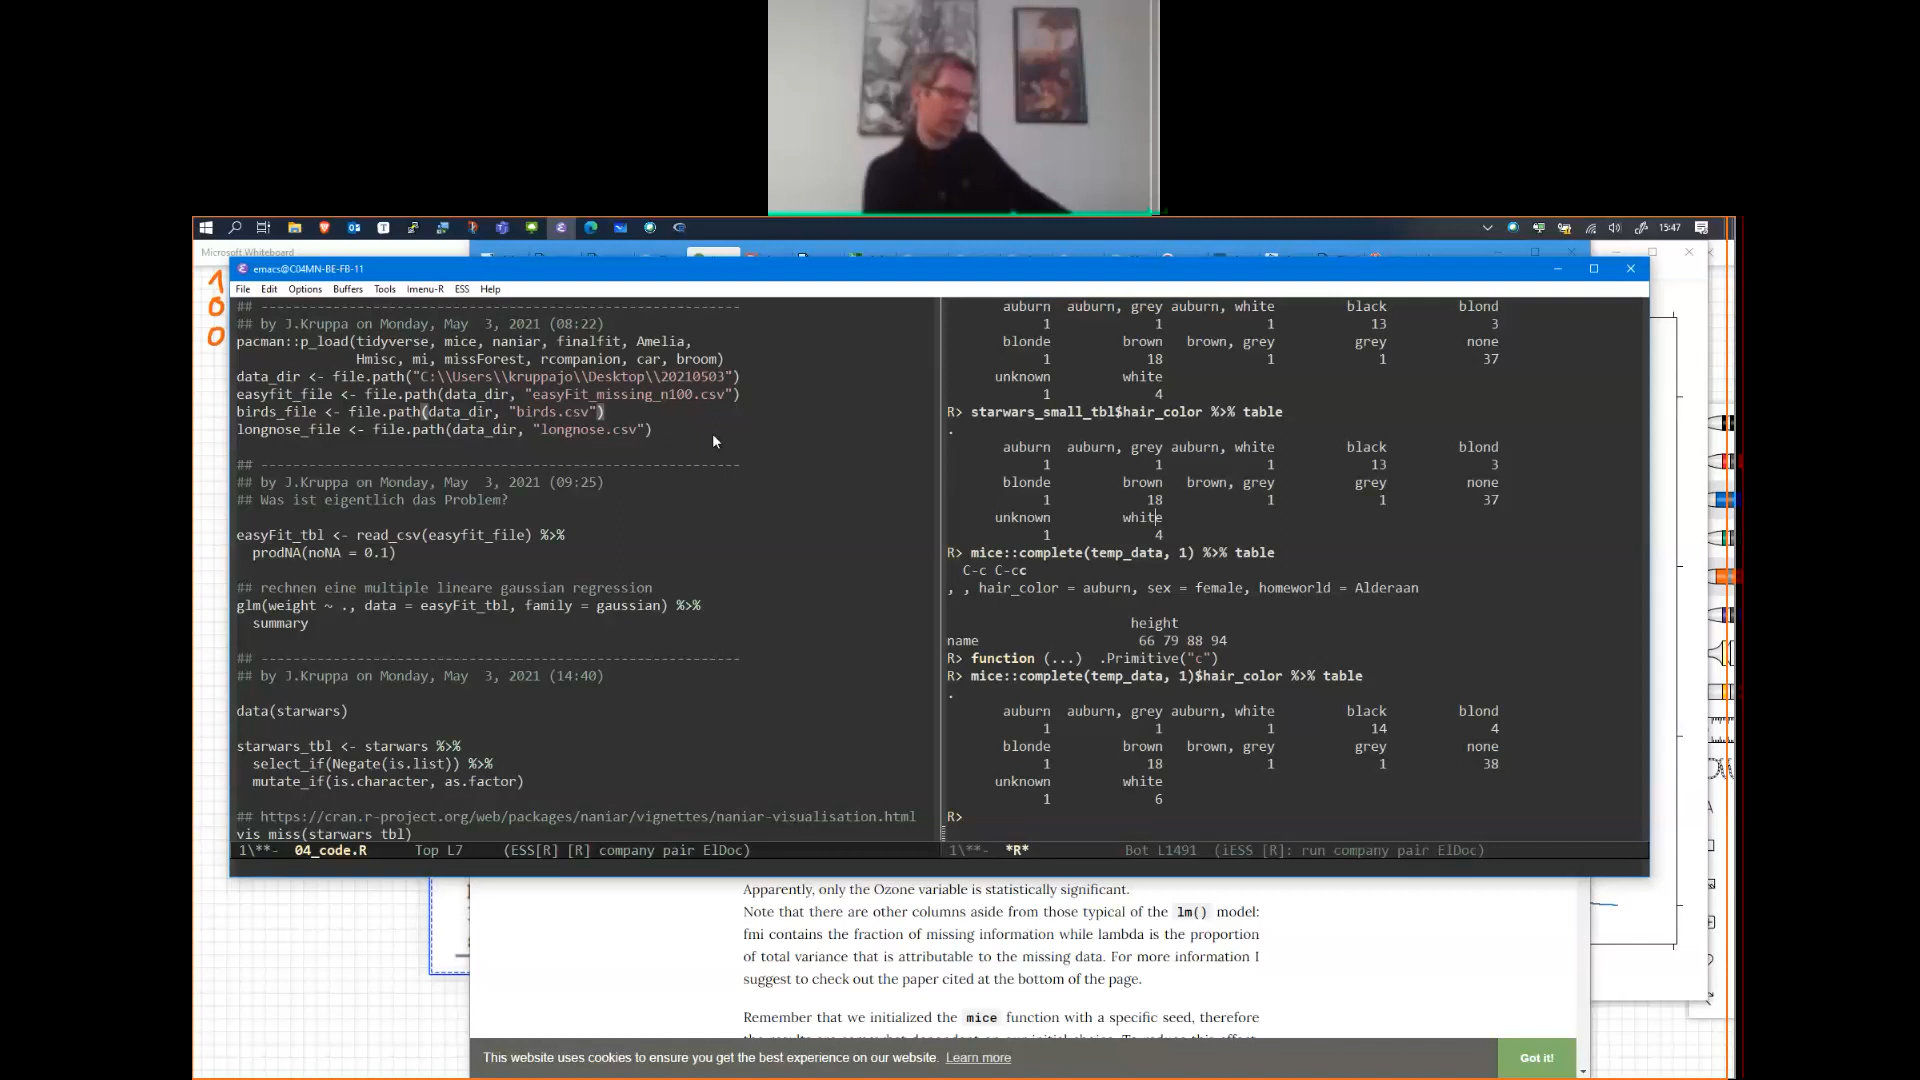 15:47
Microsoft Whiteboard
1
0
0
emacs@C04MN-BE-FB-11
File Edit Options Buffers Tools Imenu-R ESS Help
## -------------------------------------------------------------
## by J.Kruppa on Monday, May  3, 2021 (08:22)
pacman::p_load(tidyverse, mice, naniar, finalfit, Amelia,
Hmisc, mi, missForest, rcompanion, car, broom)
data_dir <- file.path("C:\\Users\\kruppajo\\Desktop\\20210503")
easyfit_file <- file.path(data_dir, "easyFit_missing_n100.csv")
birds_file <- file.path(data_dir, "birds.csv")
longnose_file <- file.path(data_dir, "longnose.csv")
## -------------------------------------------------------------
## by J.Kruppa on Monday, May  3, 2021 (09:25)
## Was ist eigentlich das Problem?
easyFit_tbl <- read_csv(easyfit_file) %>%
prodNA(noNA = 0.1)
## rechnen eine multiple lineare gaussian regression
glm(weight ~ ., data = easyFit_tbl, family = gaussian) %>%
summary
## -------------------------------------------------------------
## by J.Kruppa on Monday, May  3, 2021 (14:40)
data(starwars)
starwars_tbl <- starwars %>%
select_if(Negate(is.list)) %>%
mutate_if(is.character, as.factor)
## https://cran.r-project.org/web/packages/naniar/vignettes/naniar-visualisation.html
vis_miss(starwars_tbl)
1\**-  04_code.R      Top L7     (ESS[R] [R] company pair ElDoc)
auburn  auburn, grey auburn, white         black         blond
1             1             1            13             3
blonde         brown   brown, grey          grey          none
1            18             1             1            37
unknown         white
1             4
R> starwars_small_tbl$hair_color %>% table
.
auburn  auburn, grey auburn, white         black         blond
1             1             1            13             3
blonde         brown   brown, grey          grey          none
1            18             1             1            37
unknown         white
1             4
R> mice::complete(temp_data, 1) %>% table
C-c C-cc
, , hair_color = auburn, sex = female, homeworld = Alderaan
height
name                    66 79 88 94
R> function (...)  .Primitive("c")
R> mice::complete(temp_data, 1)$hair_color %>% table
.
auburn  auburn, grey auburn, white         black         blond
1             1             1            14             4
blonde         brown   brown, grey          grey          none
1            18             1             1            38
unknown         white
1             6
R>
1\**-  *R*            Bot L1491  (iESS [R]: run company pair ElDoc)
Apparently, only the Ozone variable is statistically significant.
Note that there are other columns aside from those typical of the lm() model:
fmi contains the fraction of missing information while lambda is the proportion
of total variance that is attributable to the missing data. For more information I
suggest to check out the paper cited at the bottom of the page.
Remember that we initialized the mice function with a specific seed, therefore
This website uses cookies to ensure you get the best experience on our website. Learn more
Got it!